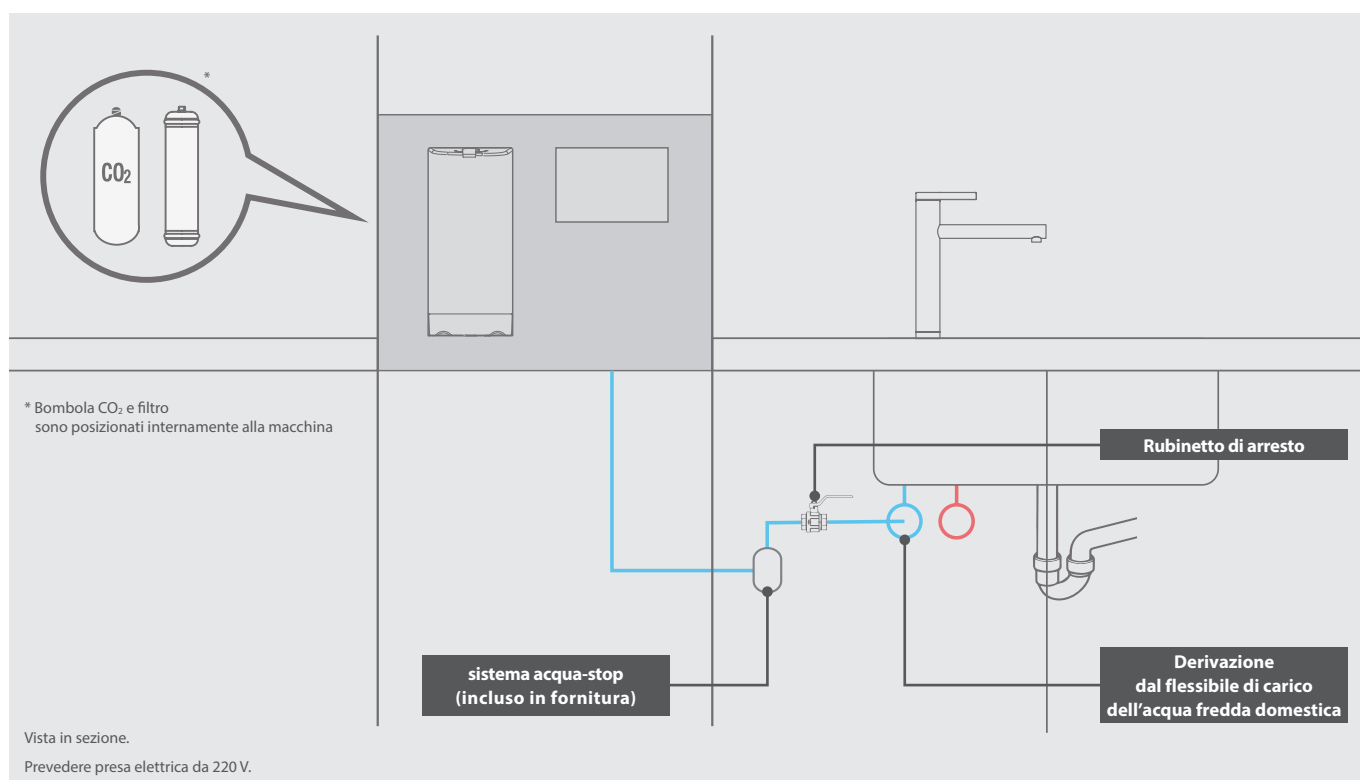 *
CO₂
* Bombola CO₂ e filtro
sono posizionati internamente alla macchina
Rubinetto di arresto
sistema acqua-stop
(incluso in fornitura)
Derivazione
dal flessibile di carico
dell'acqua fredda domestica
Vista in sezione.
Prevedere presa elettrica da 220 V.